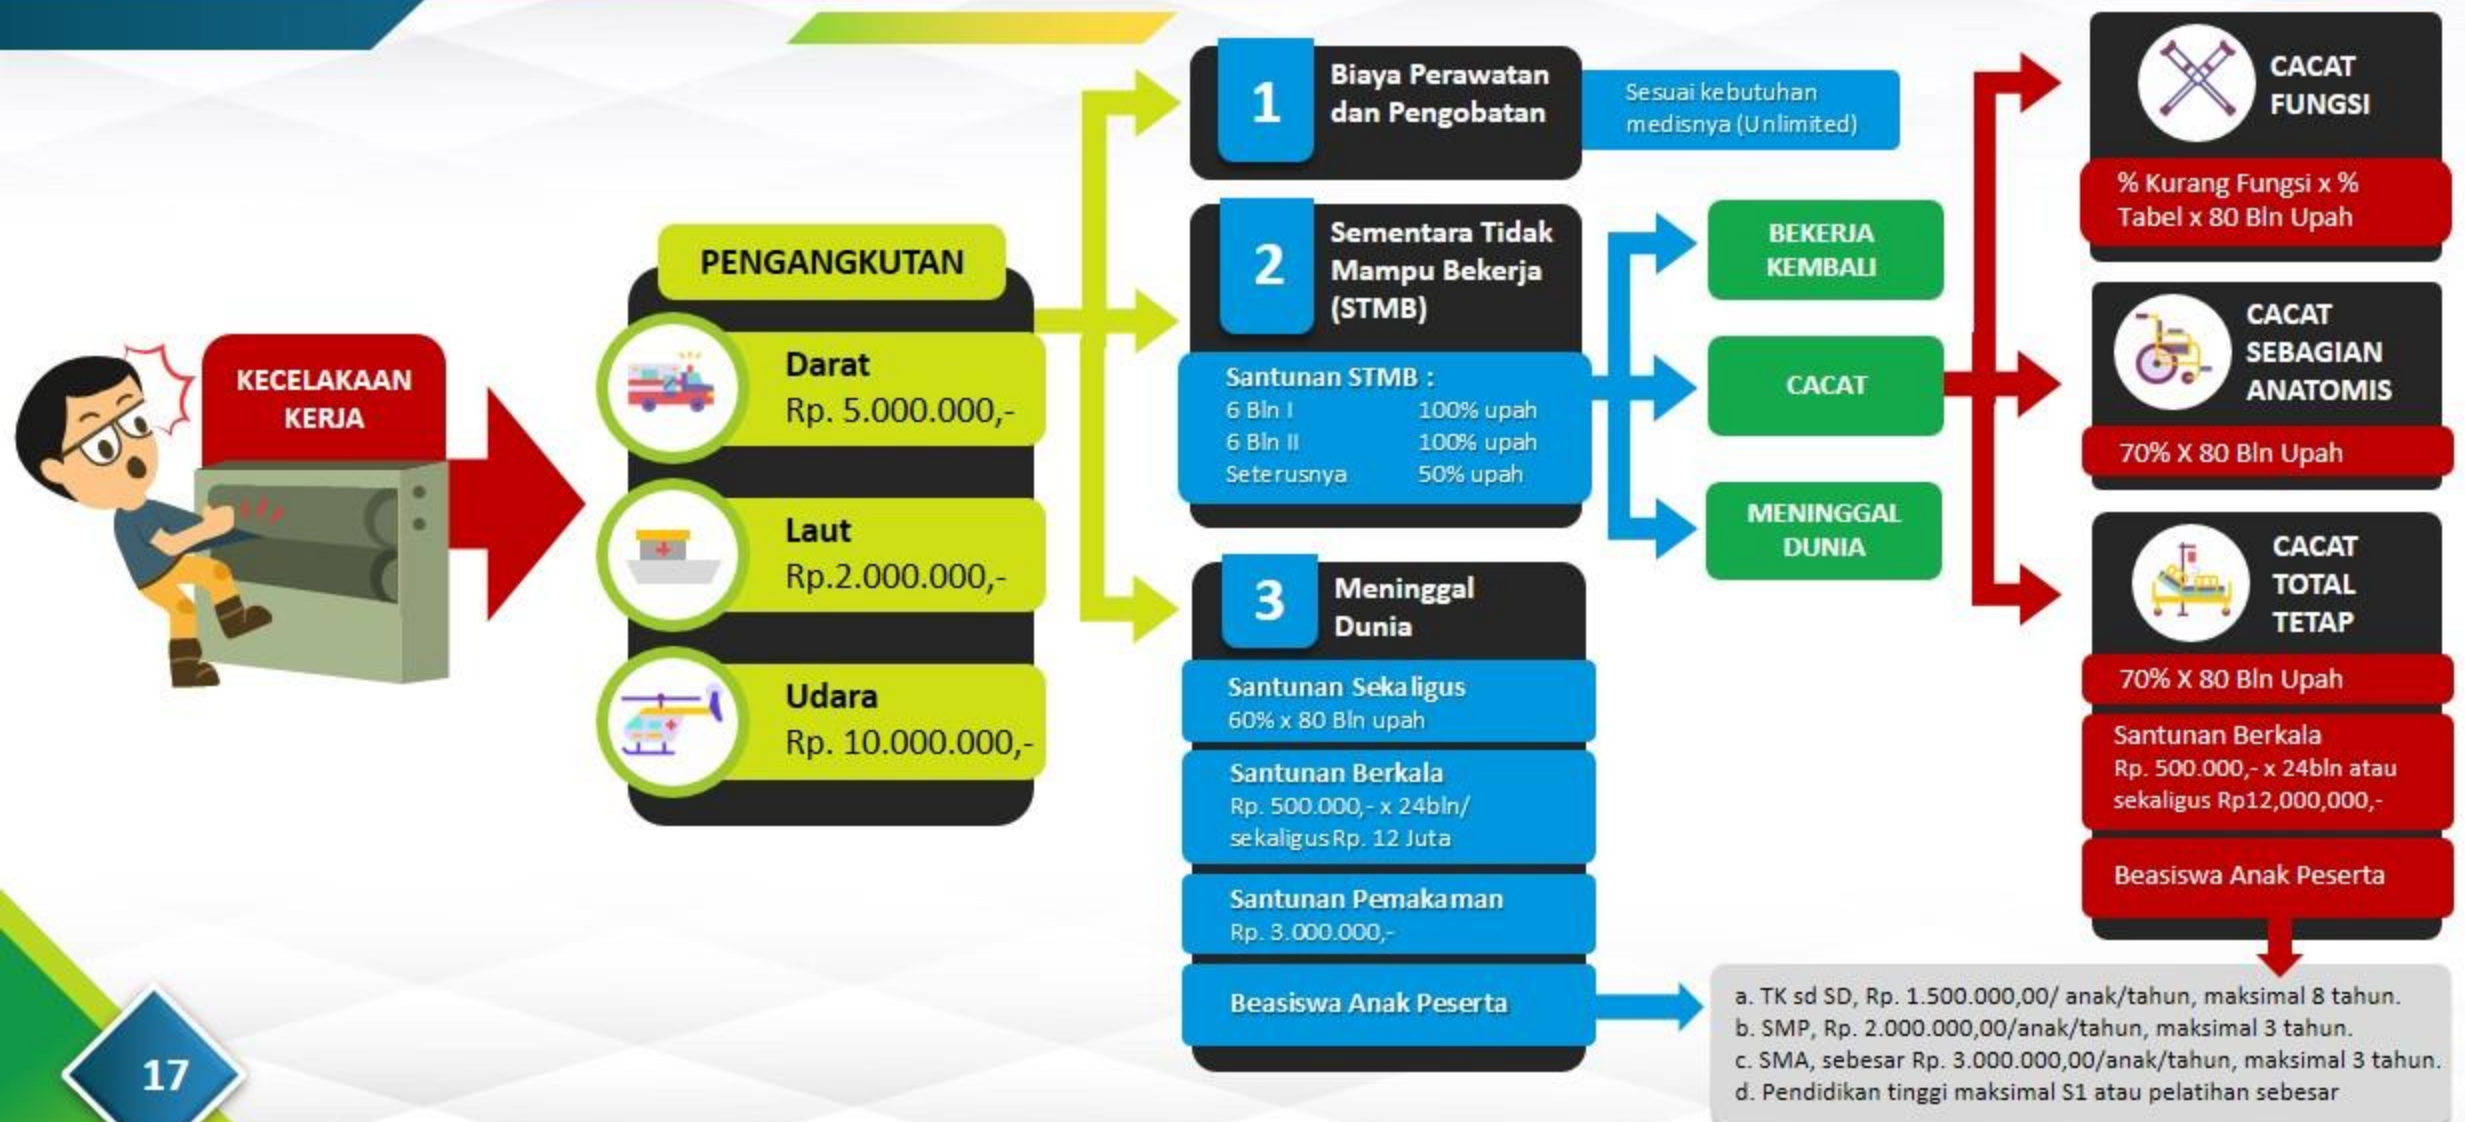 KECELAKAAN
KERJA
PENGANGKUTAN
Darat
Rp. 5.000.000,-
Laut
Rp.2.000.000,-
Udara
Rp. 10.000.000,-
1
Biaya Perawatan
dan Pengobatan
Sesuai kebutuhan
medisnya (Unlimited)
2
Sementara Tidak
Mampu Bekerja
(STMB)
Santunan STMB :
6 Bln I 100% upah
6 Bln II 100% upah
Seterusnya 50% upah
3
Meninggal
Dunia
Santunan Sekaligus
60% x 80 Bln upah
Santunan Berkala
Rp. 500.000,- x 24bln/
sekaligus Rp. 12 Juta
Santunan Pemakaman
Rp. 3.000.000,-
Beasiswa Anak Peserta
BEKERJA
KEMBALI
CACAT
MENINGGAL
DUNIA
CACAT
FUNGSI
% Kurang Fungsi x %
Tabel x 80 Bln Upah
CACAT
SEBAGIAN
ANATOMIS
70% X 80 Bln Upah
CACAT
TOTAL
TETAP
70% X 80 Bln Upah
Santunan Berkala
Rp. 500.000,- x 24bln atau
sekaligus Rp12,000,000,-
Beasiswa Anak Peserta
a. TK sd SD, Rp. 1.500.000,00/ anak/tahun, maksimal 8 tahun.
b. SMP, Rp. 2.000.000,00/anak/tahun, maksimal 3 tahun.
c. SMA, sebesar Rp. 3.000.000,00/anak/tahun, maksimal 3 tahun.
d. Pendidikan tinggi maksimal S1 atau pelatihan sebesar
17